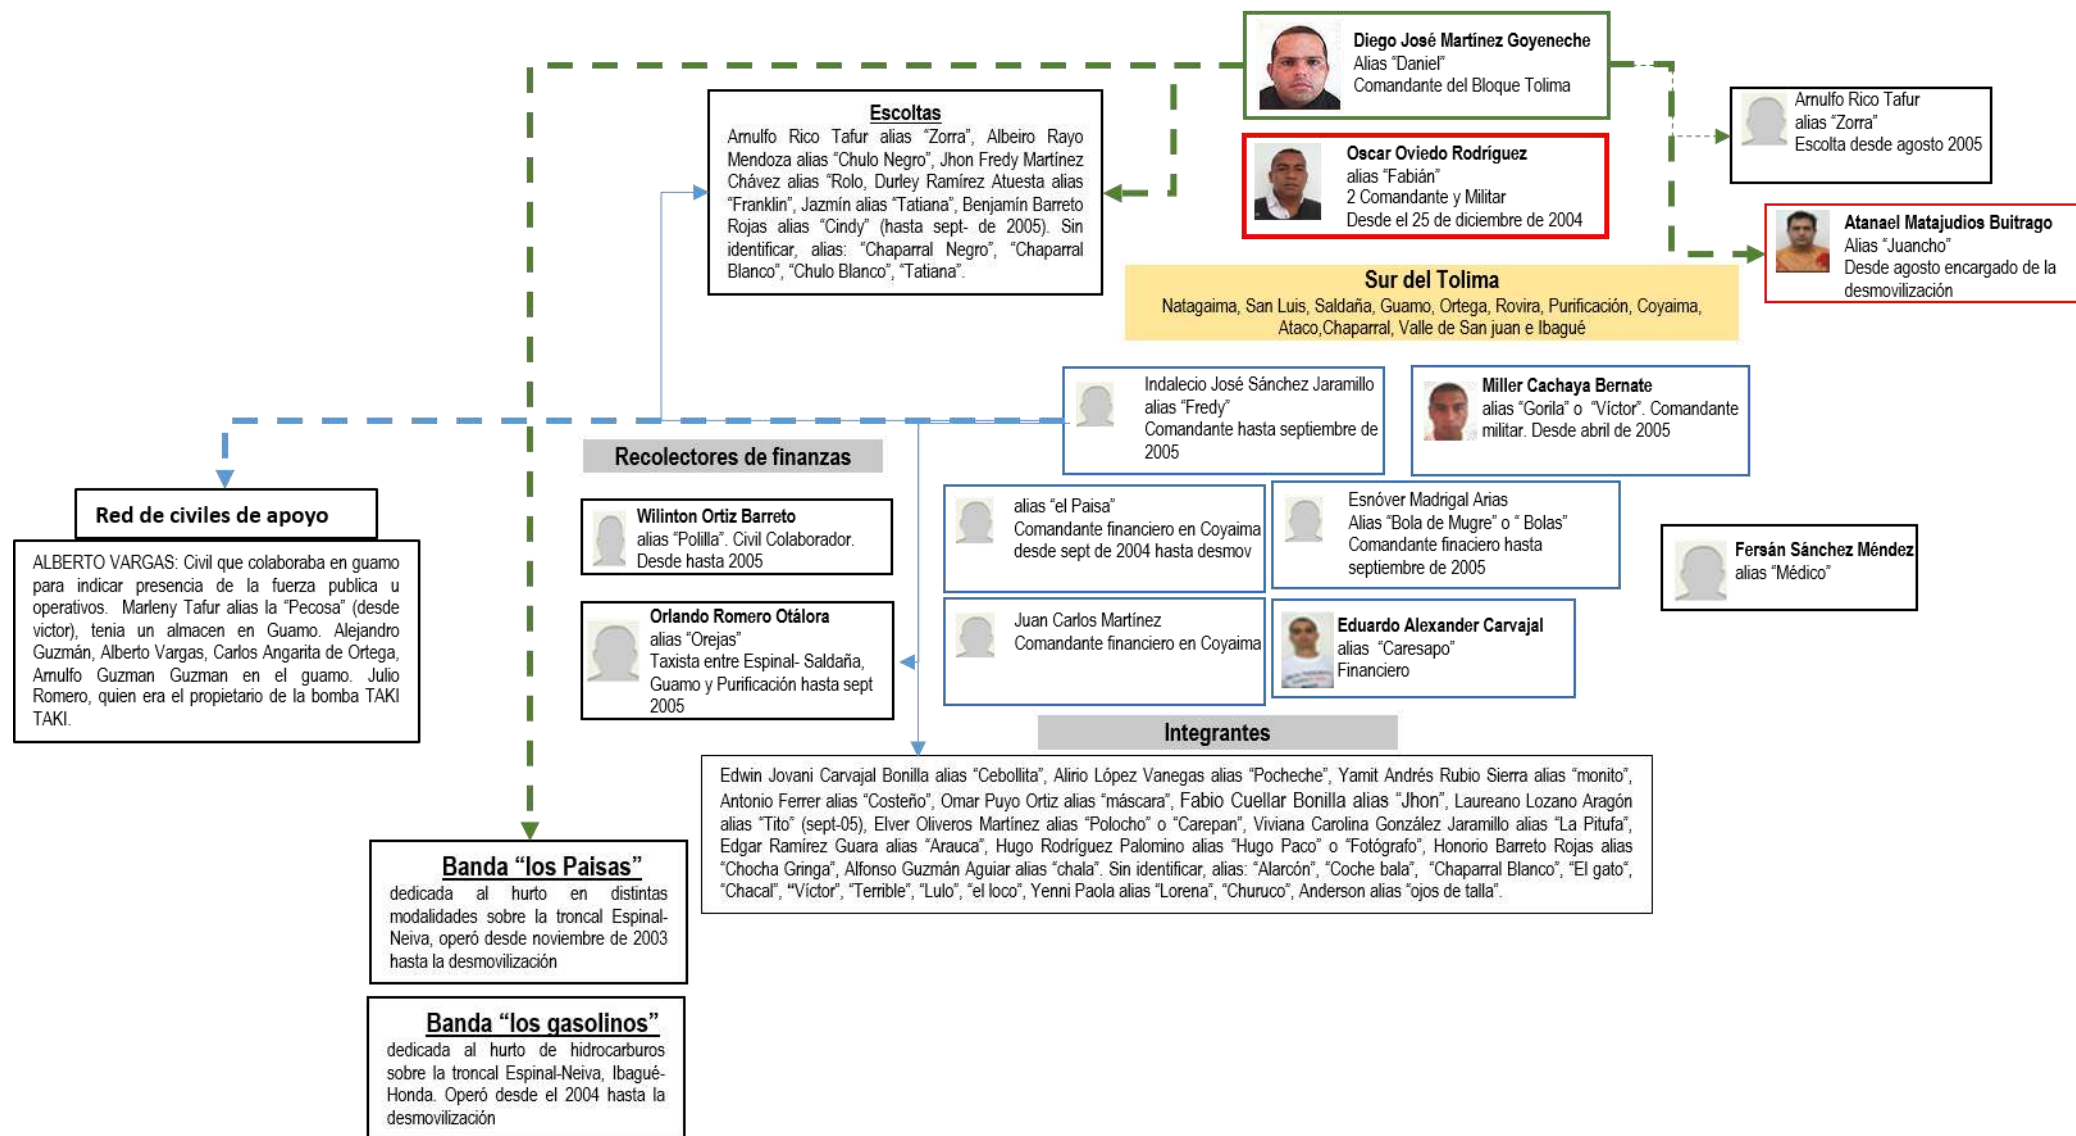 Diego José Martínez Goyeneche
Alias “Daniel”
Comandante del Bloque Tolima
Arnulfo Rico Tafur
alias “Zorra”
Escolta desde agosto 2005
Escoltas
Arnulfo Rico Tafur alias “Zorra”, Albeiro Rayo
Mendoza alias “Chulo Negro”, Jhon Fredy Martínez
Chávez alias “Rolo, Durley Ramírez Atuesta alias
“Franklin”, Jazmín alias “Tatiana”, Benjamín Barreto
Rojas alias “Cindy” (hasta sept- de 2005). Sin
identificar, alias: “Chaparral Negro”, “Chaparral
Blanco”, “Chulo Blanco”, “Tatiana”.
Oscar Oviedo Rodríguez
alias “Fabián”
2 Comandante y Militar
Desde el 25 de diciembre de 2004
Atanael Matajudios Buitrago
Alias “Juancho”
Desde agosto encargado de la
desmovilización
Sur del Tolima
Natagaima, San Luis, Saldaña, Guamo, Ortega, Rovira, Purificación, Coyaima,
Ataco,Chaparral, Valle de San juan e Ibagué
Indalecio José Sánchez Jaramillo
alias “Fredy”
Comandante hasta septiembre de
2005
Miller Cachaya Bernate
alias “Gorila” o “Víctor”. Comandante
militar. Desde abril de 2005
Recolectores de finanzas
Red de civiles de apoyo
ALBERTO VARGAS: Civil que colaboraba en guamo
para indicar presencia de la fuerza publica u
operativos. Marleny Tafur alias la “Pecosa” (desde
victor), tenia un almacen en Guamo. Alejandro
Guzmán, Alberto Vargas, Carlos Angarita de Ortega,
Arnulfo Guzman Guzman en el guamo. Julio
Romero, quien era el propietario de la bomba TAKI
TAKI.
Wilinton Ortiz Barreto
alias “Polilla”. Civil Colaborador.
Desde hasta 2005
alias “el Paisa”
Comandante financiero en Coyaima
desde sept de 2004 hasta desmov
Esnóver Madrigal Arias
Alias “Bola de Mugre” o “ Bolas”
Comandante finaciero hasta
septiembre de 2005
Fersán Sánchez Méndez
alias “Médico”
Orlando Romero Otálora
alias “Orejas”
Taxista entre Espinal- Saldaña,
Guamo y Purificación hasta sept
2005
Juan Carlos Martínez
Comandante financiero en Coyaima
Eduardo Alexander Carvajal
alias “Caresapo”
Financiero
Integrantes
Edwin Jovani Carvajal Bonilla alias “Cebollita”, Alirio López Vanegas alias “Pocheche”, Yamit Andrés Rubio Sierra alias “monito”,
Antonio Ferrer alias “Costeño”, Omar Puyo Ortiz alias “máscara”, Fabio Cuellar Bonilla alias “Jhon”, Laureano Lozano Aragón
alias “Tito” (sept-05), Elver Oliveros Martínez alias “Polocho” o “Carepan”, Viviana Carolina González Jaramillo alias “La Pitufa”,
Edgar Ramírez Guara alias “Arauca”, Hugo Rodríguez Palomino alias “Hugo Paco” o “Fotógrafo”, Honorio Barreto Rojas alias
“Chocha Gringa”, Alfonso Guzmán Aguiar alias “chala”. Sin identificar, alias: “Alarcón”, “Coche bala”, “Chaparral Blanco”, “El gato“,
“Chacal”, “Víctor”, “Terrible”, “Lulo”, “el loco”, Yenni Paola alias “Lorena”, “Churuco”, Anderson alias “ojos de talla”.
Banda “los Paisas”
dedicada al hurto en distintas
modalidades sobre la troncal Espinal-
Neiva, operó desde noviembre de 2003
hasta la desmovilización
Banda “los gasolinos”
dedicada al hurto de hidrocarburos
sobre la troncal Espinal-Neiva, Ibagué-
Honda. Operó desde el 2004 hasta la
desmovilización